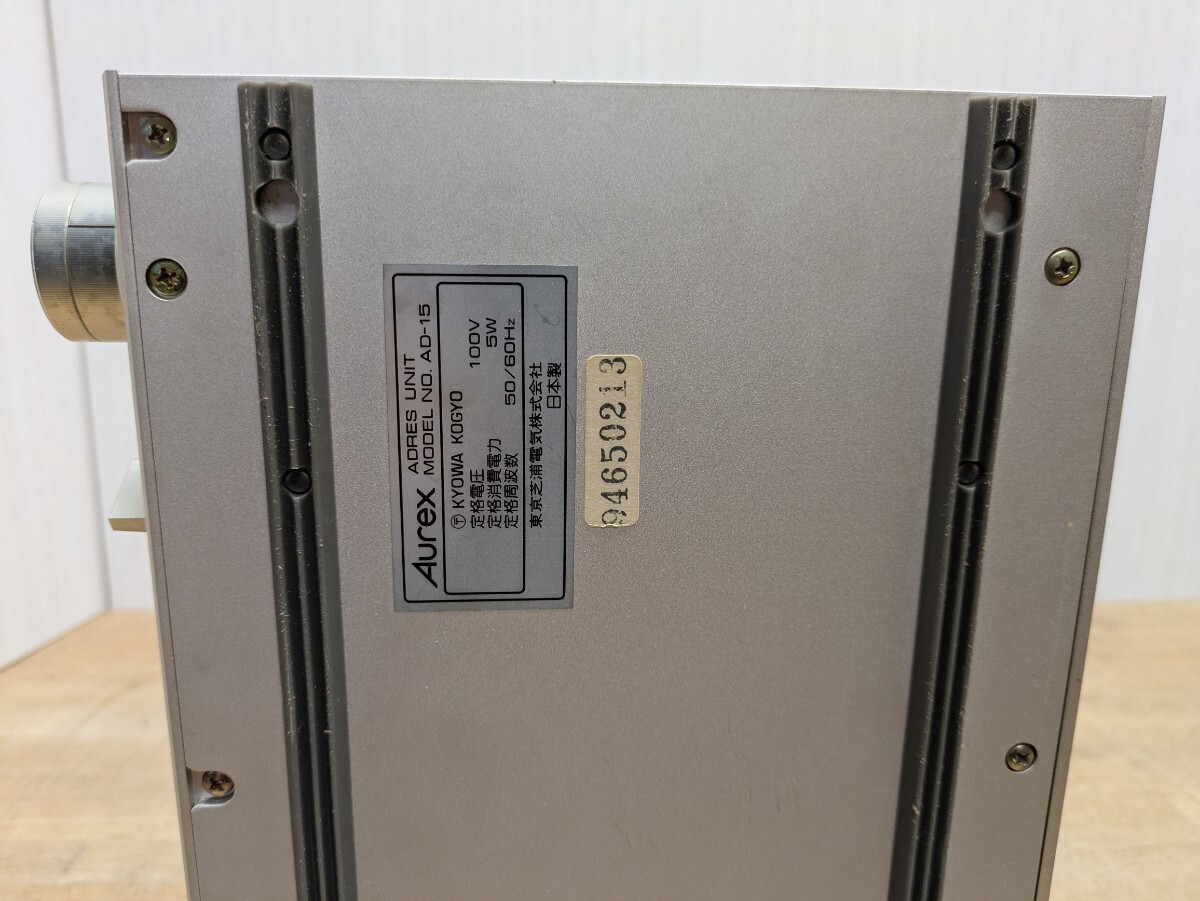 Aurex
ADRES UNIT
MODEL NO. AD-15
〒 KYOWA KOGYO
定格電圧 100V
定格消費電力 5W
定格周波数 50/60Hz
東京芝浦電気株式会社
日本製
94650213